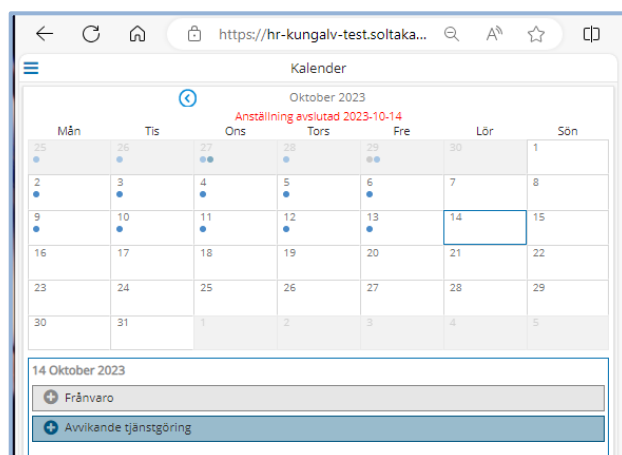 https://hr-kungalv-test.soltaka...
Kalender
Oktober 2023
Anställning avslutad 2023-10-14
Mån Tis Ons Tors Fre Lör Sön
25 26 27 28 29 30 1
2 3 4 5 6 7 8
9 10 11 12 13 14 15
16 17 18 19 20 21 22
23 24 25 26 27 28 29
30 31 1 2 3 4 5
14 Oktober 2023
Frånvaro
Avvikande tjänstgöring